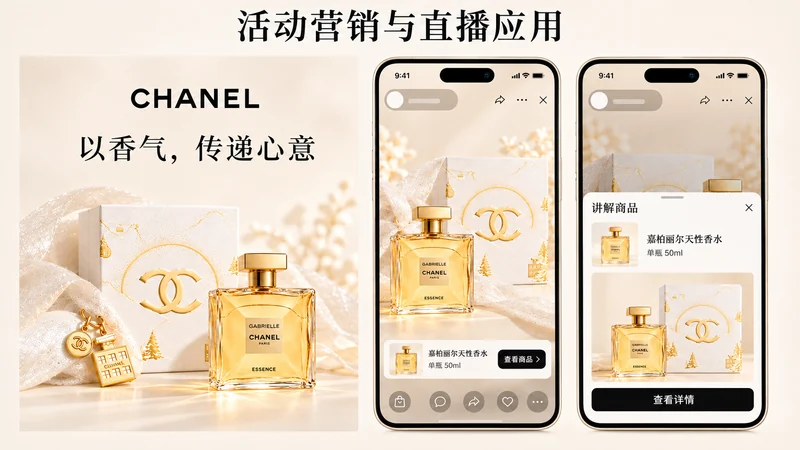 活动营销与直播应用
CHANEL
以香气，传递心意
GABRIELLE
CHANEL
PARIS
ESSENCE
CHANEL
9:41
GABRIELLE
CHANEL
PARIS
ESSENCE
嘉柏丽尔天性香水
单瓶 50ml
查看商品
9:41
讲解商品
嘉柏丽尔天性香水
单瓶 50ml
GABRIELLE
CHANEL
ESSENCE
查看详情